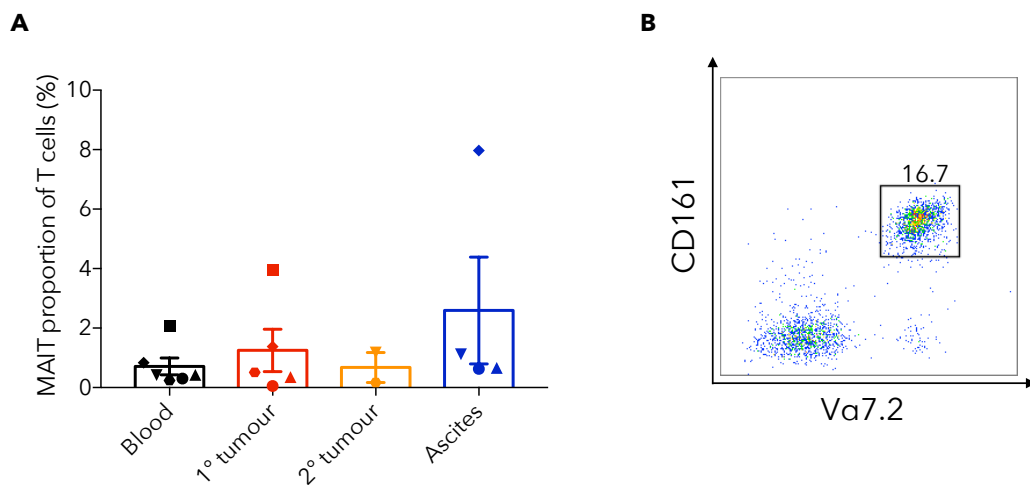 A
MAIT proportion of T cells (%)
10
8
6
4
2
0
Blood
1° tumour
2° tumour
Ascites
B
CD161
16.7
Va7.2